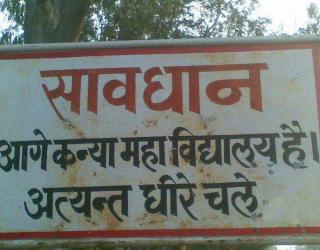 सावधान
आगे कन्या महा विद्यालय है।
अत्यन्त धीरे चले